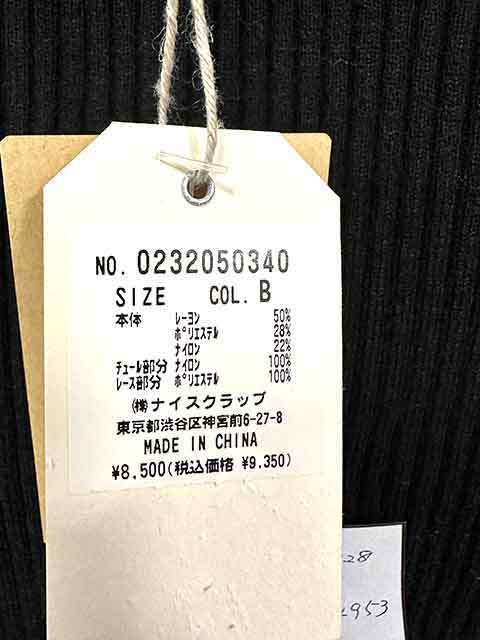 NO. 0232050340
SIZE COL. B
本体 レーヨン 50%
ポリエステル 28%
ナイロン 22%
チュール部分 ナイロン 100%
レース部分 ポリエステル 100%
(株)ナイスクラップ
東京都渋谷区神宮前6-27-8
MADE IN CHINA
¥8,500(税込価格 ¥9,350)
28
953